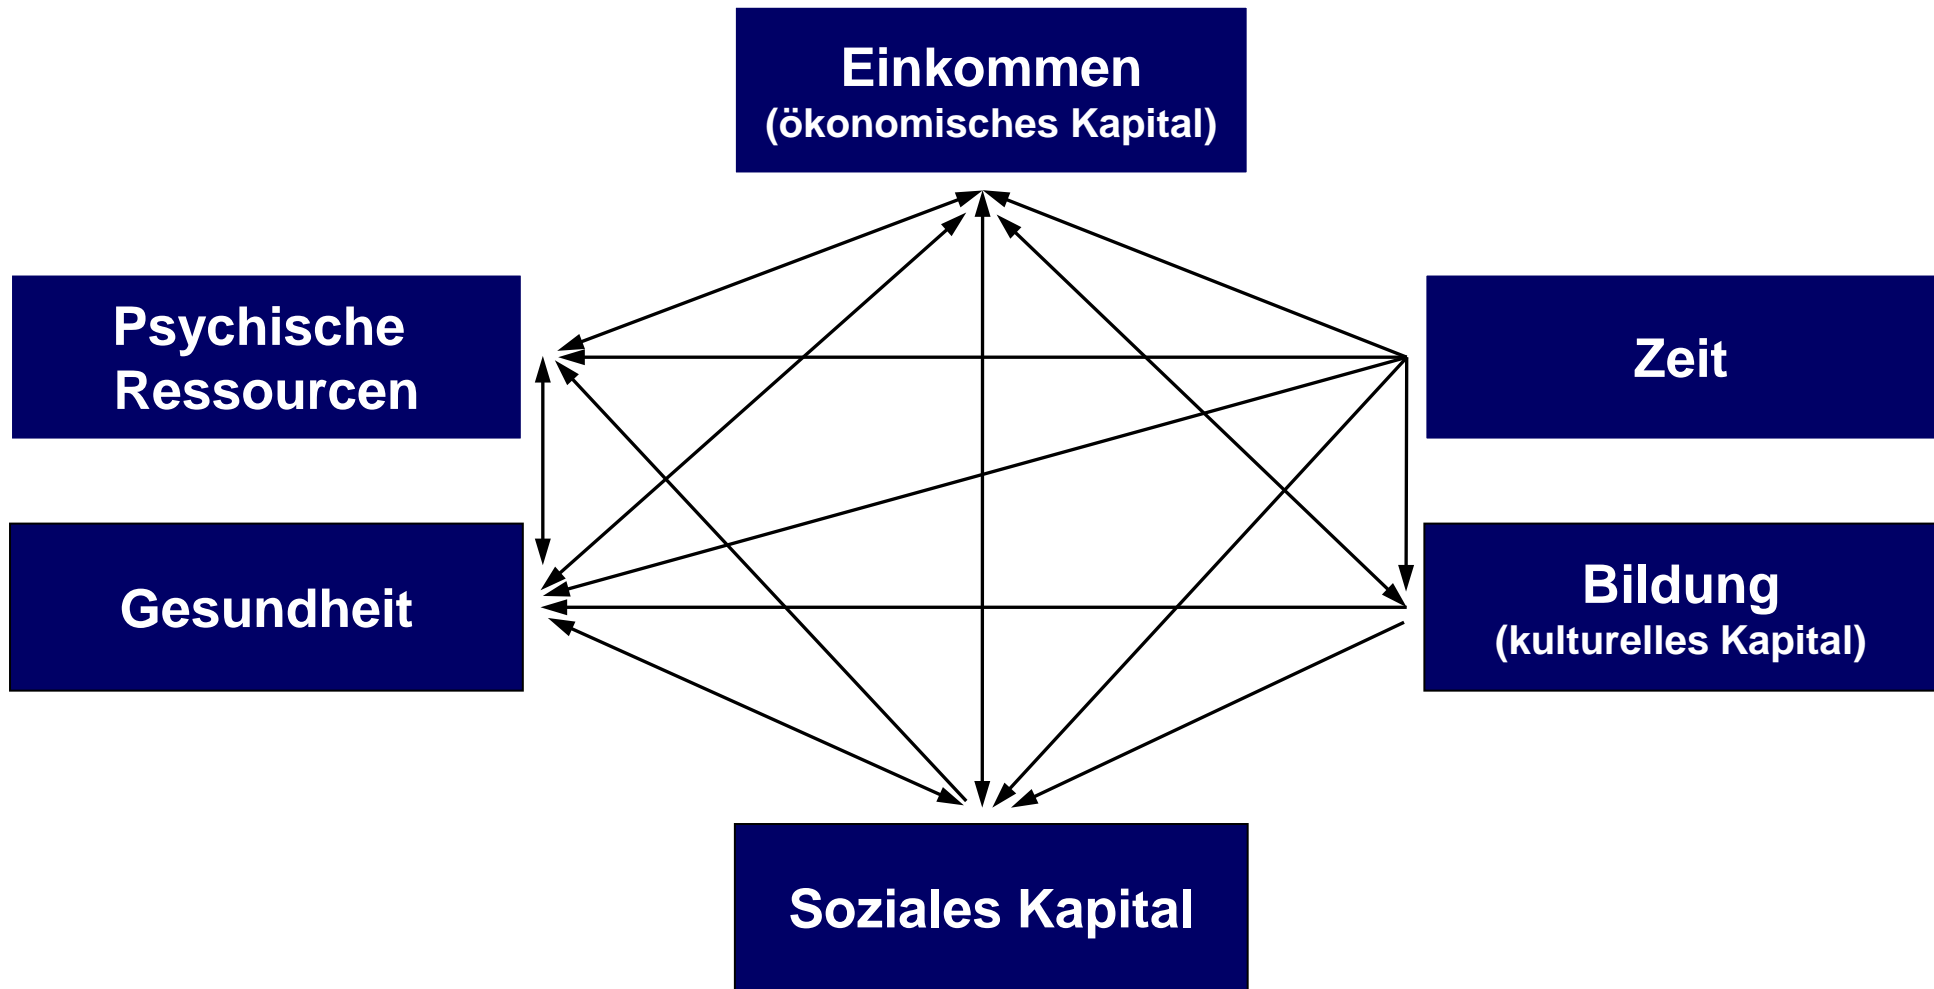 Einkommen
(ökonomisches Kapital)
Psychische
Ressourcen
Zeit
Gesundheit
Bildung
(kulturelles Kapital)
Soziales Kapital